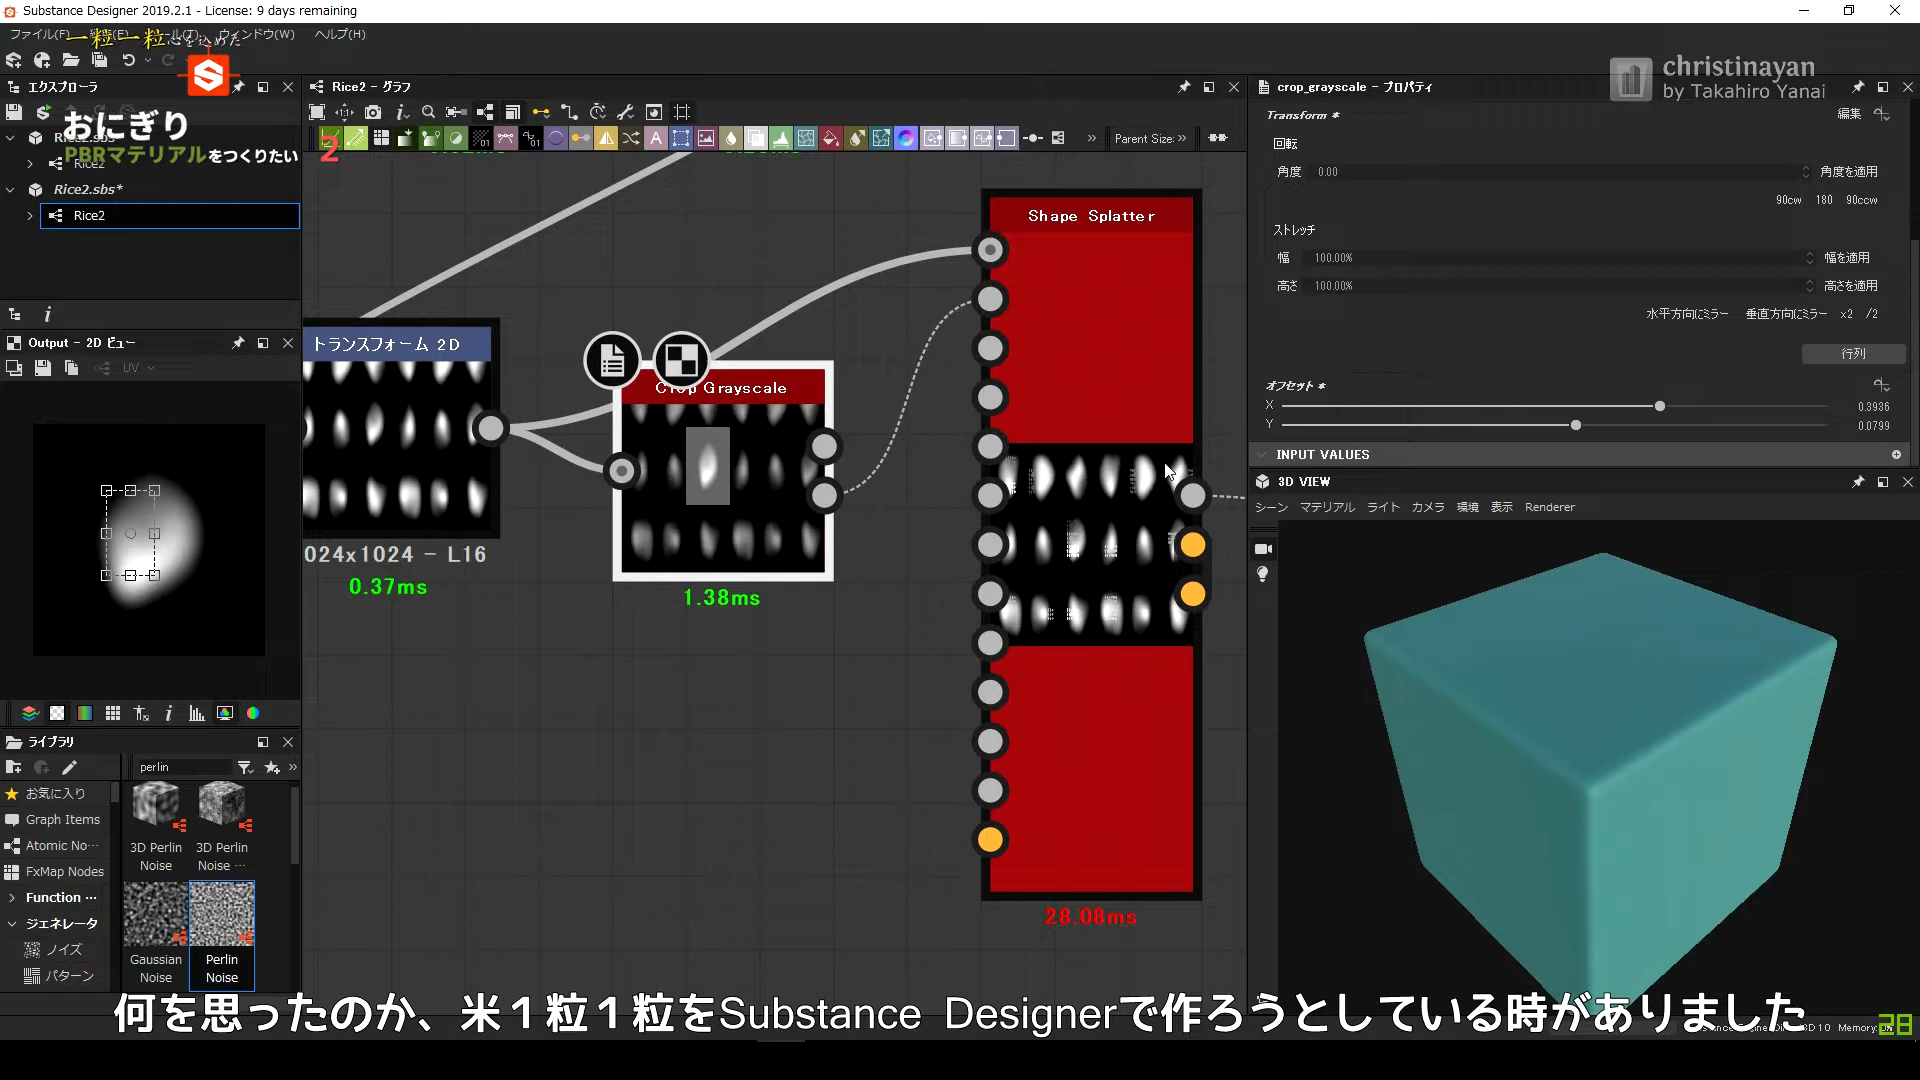 Substance Designer 2019.2.1 - License: 9 days remaining
一粒一粒心を込めた
ウィンドウ(W)
ヘルプ(H)
エクスプローラ
おにぎり
PBRマテリアルをつくりたい
Rice2
Rice2.sbs*
Rice2
Output - 2D ビュー
UV
ライブラリ
perlin
お気に入り
Graph Items
Atomic No···
FxMap Nodes
Function ···
ジェネレータ
ノイズ
パターン
3D Perlin
Noise
3D Perlin
Noise ···
Gaussian
Noise
Perlin
Noise
Rice2 - グラフ
Parent Size:
2
トランスフォーム 2D
024x1024 - L16
0.37ms
Crop Grayscale
1.38ms
Shape Splatter
28.08ms
crop_grayscale - プロパティ
christinayan
by Takahiro Yanai
Transform *
編集
回転
角度
0.00
角度を適用
90cw
180
90ccw
ストレッチ
幅
100.00%
幅を適用
高さ
100.00%
高さを適用
水平方向にミラー
垂直方向にミラー
x2
/2
行列
オフセット *
X
0.3936
Y
0.0799
INPUT VALUES
3D VIEW
シーン
マテリアル
ライト
カメラ
環境
表示
Renderer
何を思ったのか、米１粒１粒をSubstance Designerで作ろうとしている時がありました
Memory:
28